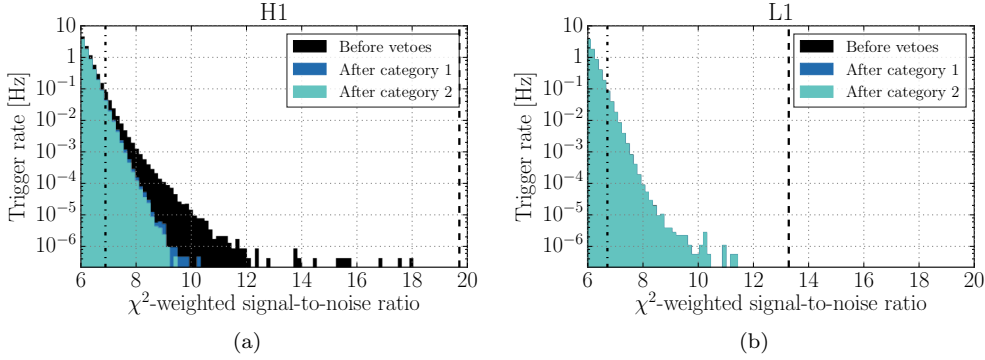 H1
Trigger rate [Hz]
10
1
10⁻¹
10⁻²
10⁻³
10⁻⁴
10⁻⁵
10⁻⁶
Before vetoes
After category 1
After category 2
6 8 10 12 14 16 18 20
χ²-weighted signal-to-noise ratio
(a)
L1
Trigger rate [Hz]
10
1
10⁻¹
10⁻²
10⁻³
10⁻⁴
10⁻⁵
10⁻⁶
Before vetoes
After category 1
After category 2
6 8 10 12 14 16 18 20
χ²-weighted signal-to-noise ratio
(b)